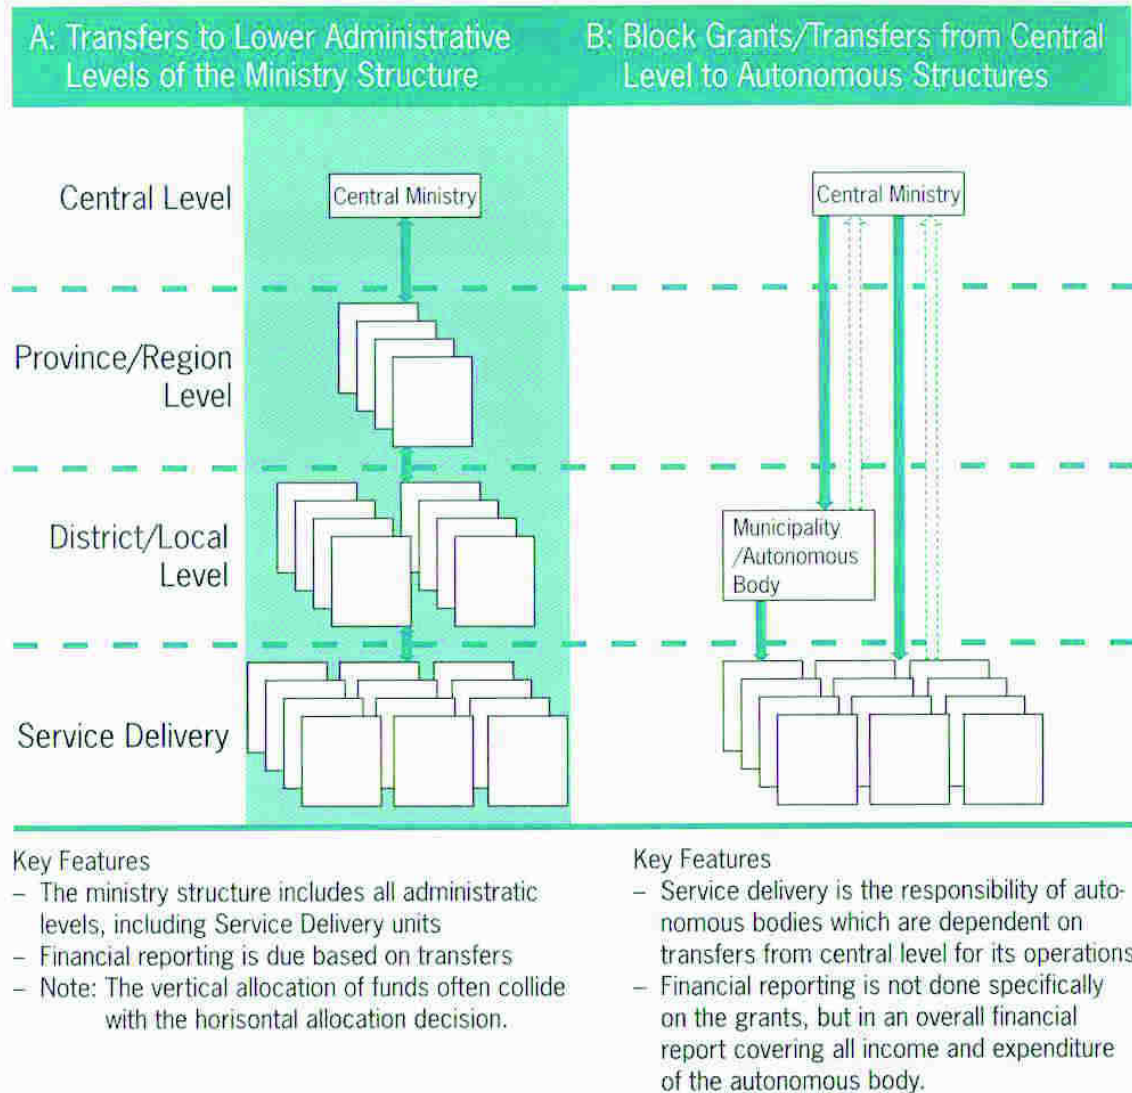 A: Transfers to Lower Administrative
Levels of the Ministry Structure
B: Block Grants/Transfers from Central
Level to Autonomous Structures
Central Level
Central Ministry
Central Ministry
Province/Region
Level
District/Local
Level
Municipality
/Autonomous
Body
Service Delivery
Key Features
– The ministry structure includes all administratic
levels, including Service Delivery units
– Financial reporting is due based on transfers
– Note: The vertical allocation of funds often collide
with the horisontal allocation decision.
Key Features
– Service delivery is the responsibility of auto-
nomous bodies which are dependent on
transfers from central level for its operations
– Financial reporting is not done specifically
on the grants, but in an overall financial
report covering all income and expenditure
of the autonomous body.